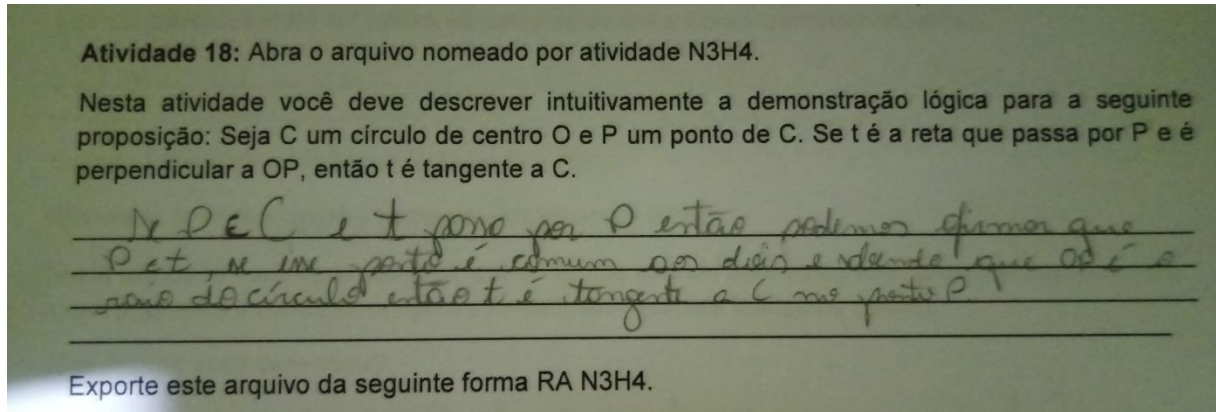 Atividade 18: Abra o arquivo nomeado por atividade N3H4.
Nesta atividade você deve descrever intuitivamente a demonstração lógica para a seguinte
proposição: Seja C um círculo de centro O e P um ponto de C. Se t é a reta que passa por P e é
perpendicular a OP, então t é tangente a C.
Se P ∈ C e t passa por P então podemos afirmar que
P ∈ t, se esse ponto é comum aos dois e sabendo que OP é o
raio do círculo então t é tangente a C no ponto P.
Exporte este arquivo da seguinte forma RA N3H4.